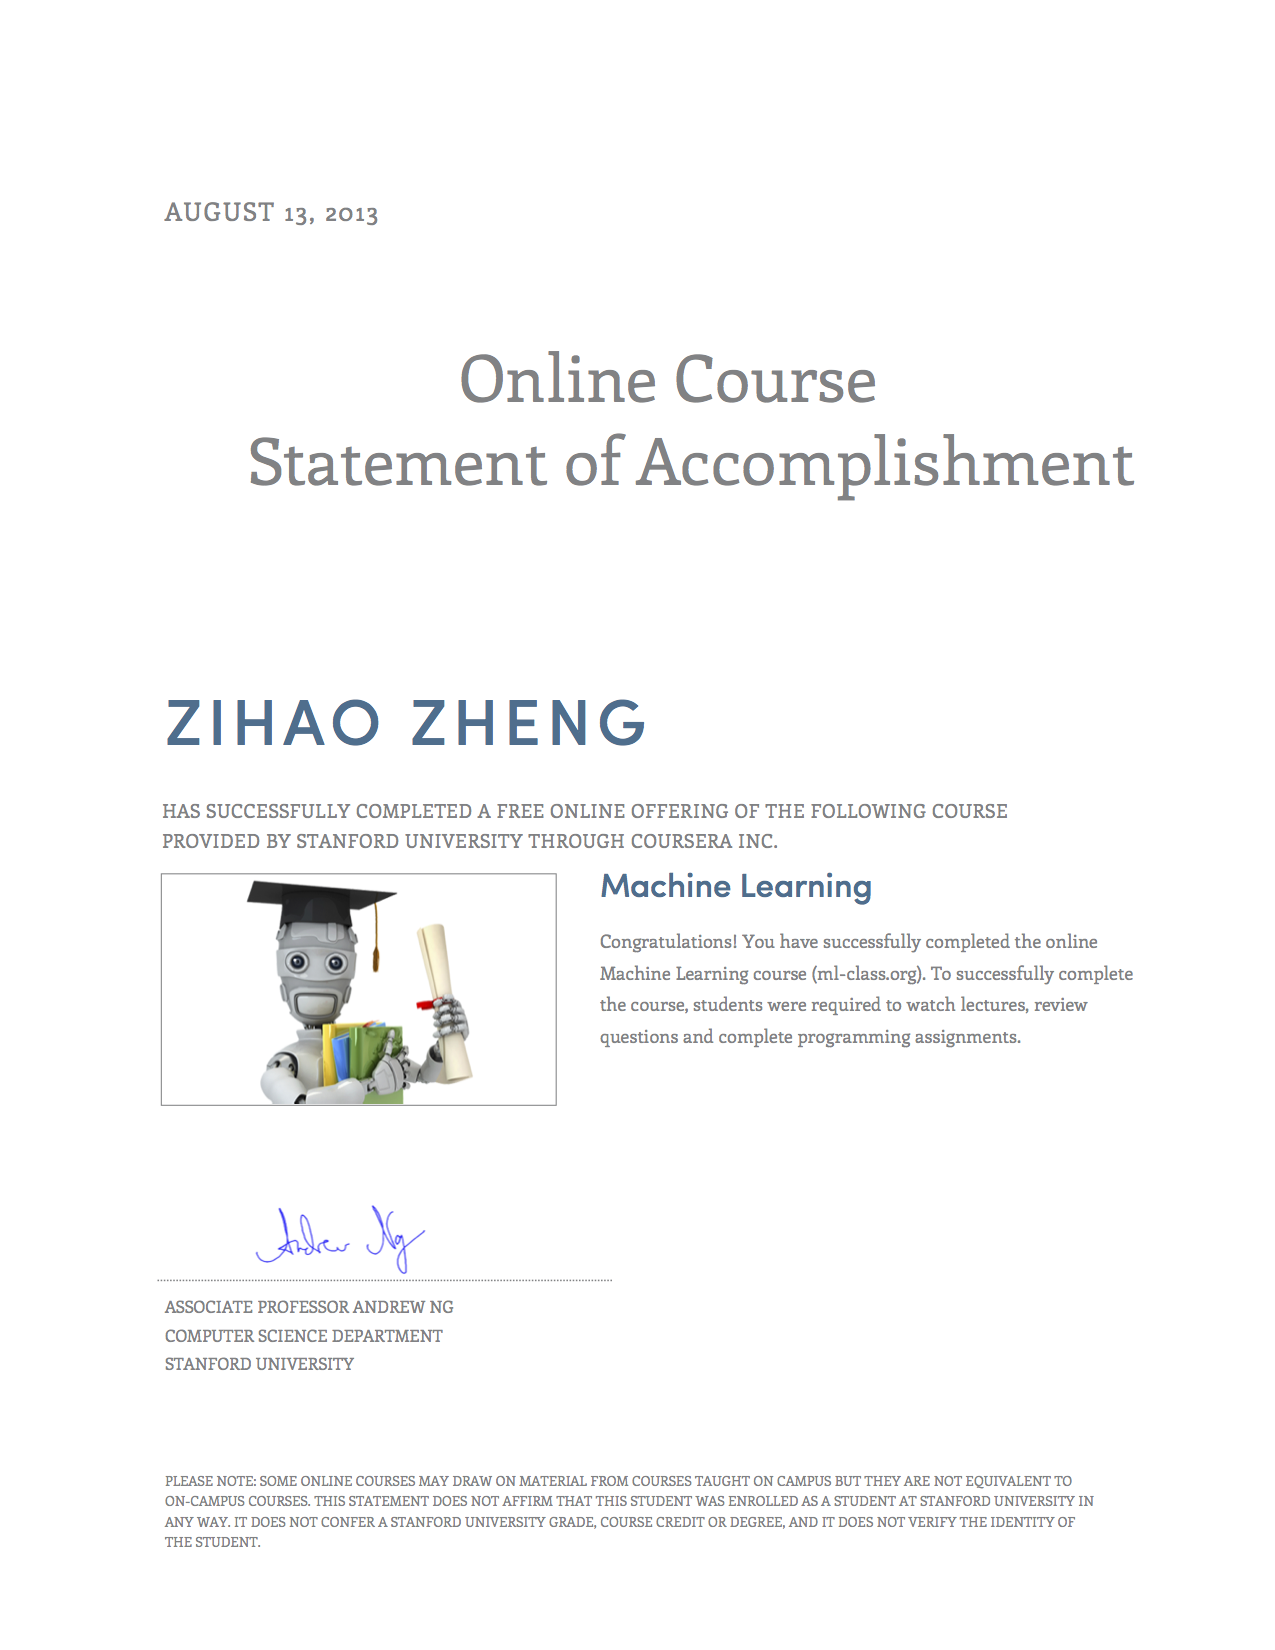 AUGUST 13, 2013
Online Course
Statement of Accomplishment
ZIHAO ZHENG
HAS SUCCESSFULLY COMPLETED A FREE ONLINE OFFERING OF THE FOLLOWING COURSE
PROVIDED BY STANFORD UNIVERSITY THROUGH COURSERA INC.
Machine Learning
Congratulations! You have successfully completed the online
Machine Learning course (ml-class.org). To successfully complete
the course, students were required to watch lectures, review
questions and complete programming assignments.
Andrew Ng
ASSOCIATE PROFESSOR ANDREW NG
COMPUTER SCIENCE DEPARTMENT
STANFORD UNIVERSITY
PLEASE NOTE: SOME ONLINE COURSES MAY DRAW ON MATERIAL FROM COURSES TAUGHT ON CAMPUS BUT THEY ARE NOT EQUIVALENT TO
ON-CAMPUS COURSES. THIS STATEMENT DOES NOT AFFIRM THAT THIS STUDENT WAS ENROLLED AS A STUDENT AT STANFORD UNIVERSITY IN
ANY WAY. IT DOES NOT CONFER A STANFORD UNIVERSITY GRADE, COURSE CREDIT OR DEGREE, AND IT DOES NOT VERIFY THE IDENTITY OF
THE STUDENT.